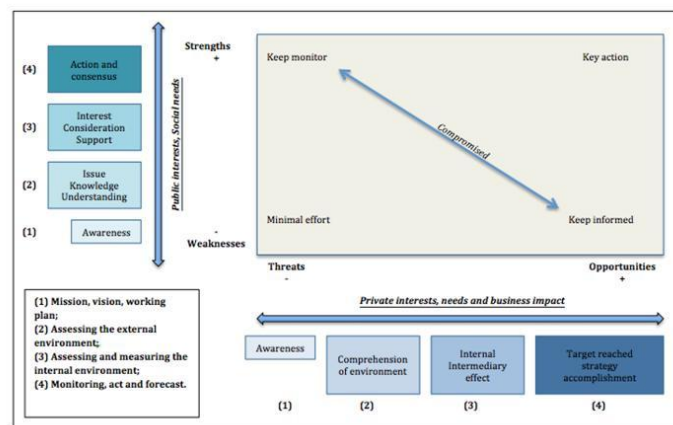 (4)
Action and
consensus
(3)
Interest
Consideration
Support
(2)
Issue
Knowledge
Understanding
(1)
Awareness
Public interests, Social needs
Strengths
+
-
Weaknesses
Keep monitor
Key action
Compromised
Minimal effort
Keep informed
Threats
-
Opportunities
+
Private interests, needs and business impact
Awareness
Comprehension
of environment
Internal
Intermediary
effect
Target reached
strategy
accomplishment
(1)
(2)
(3)
(4)
(1) Mission, vision, working
plan;
(2) Assessing the external
environment;
(3) Assessing and measuring the
internal environment;
(4) Monitoring, act and forecast.